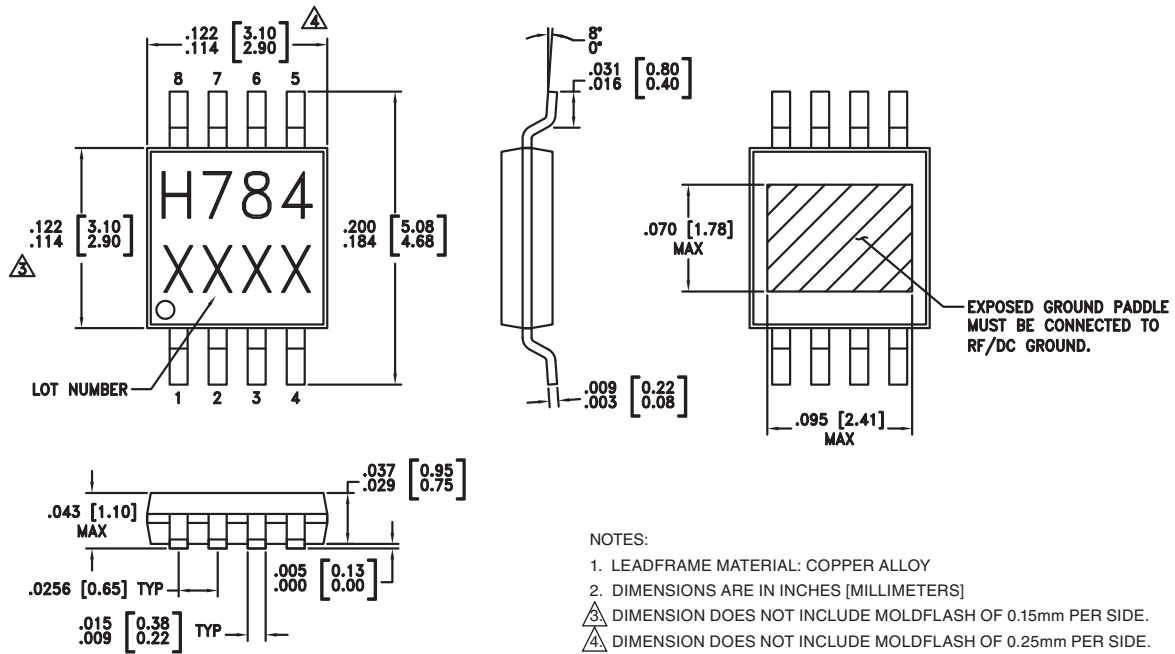 .122 [3.10]
.114 [2.90]
4
8 7 6 5
H784
XXXX
.122 [3.10]
.114 [2.90]
3
.200 [5.08]
.184 [4.68]
LOT NUMBER
1 2 3 4
8°
0°
.031 [0.80]
.016 [0.40]
.009 [0.22]
.003 [0.08]
.070 [1.78]
MAX
EXPOSED GROUND PADDLE
MUST BE CONNECTED TO
RF/DC GROUND.
.095 [2.41]
MAX
.037 [0.95]
.029 [0.75]
.043 [1.10]
MAX
.0256 [0.65] TYP
.005 [0.13]
.000 [0.00]
.015 [0.38] TYP
.009 [0.22]
NOTES:
1. LEADFRAME MATERIAL: COPPER ALLOY
2. DIMENSIONS ARE IN INCHES [MILLIMETERS]
3. DIMENSION DOES NOT INCLUDE MOLDFLASH OF 0.15mm PER SIDE.
4. DIMENSION DOES NOT INCLUDE MOLDFLASH OF 0.25mm PER SIDE.